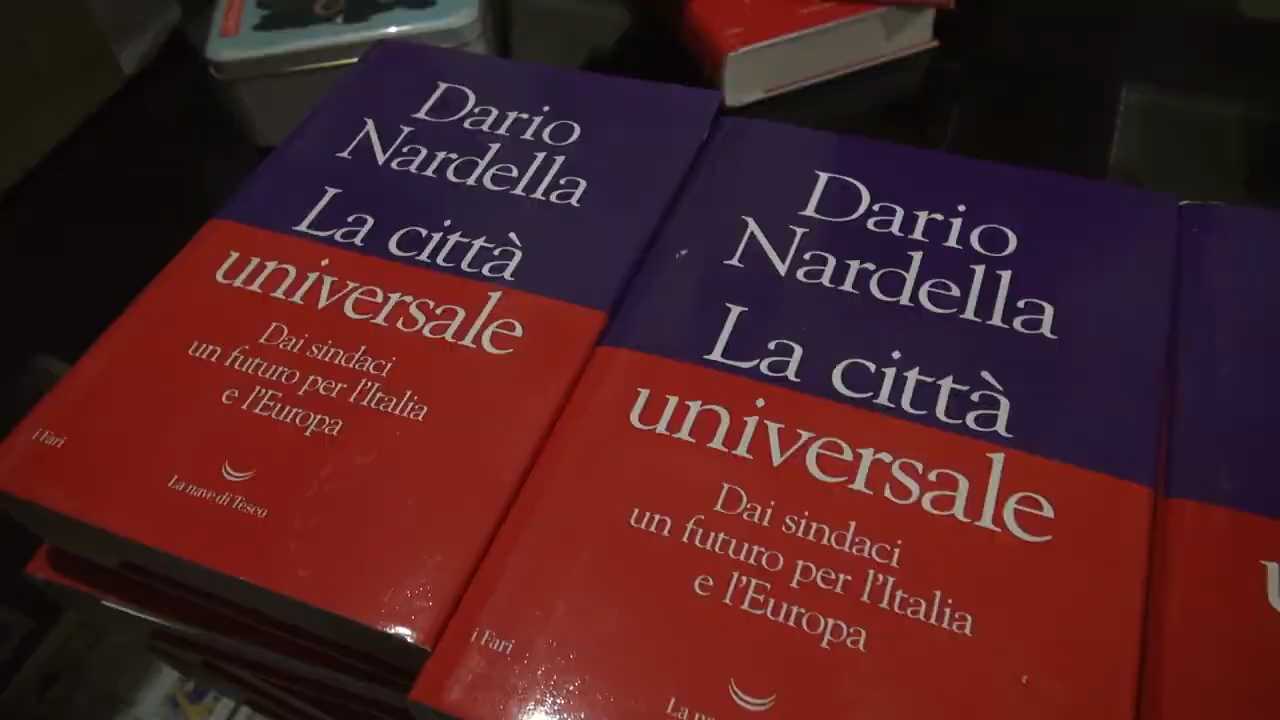 Dario
Nardella
La città
universale
Dai sindaci
un futuro per l'Italia
e l'Europa
i Fari
La nave di Teseo
Dario
Nardella
La città
universale
Dai sindaci
un futuro per l'Italia
e l'Europa
i Fari
La